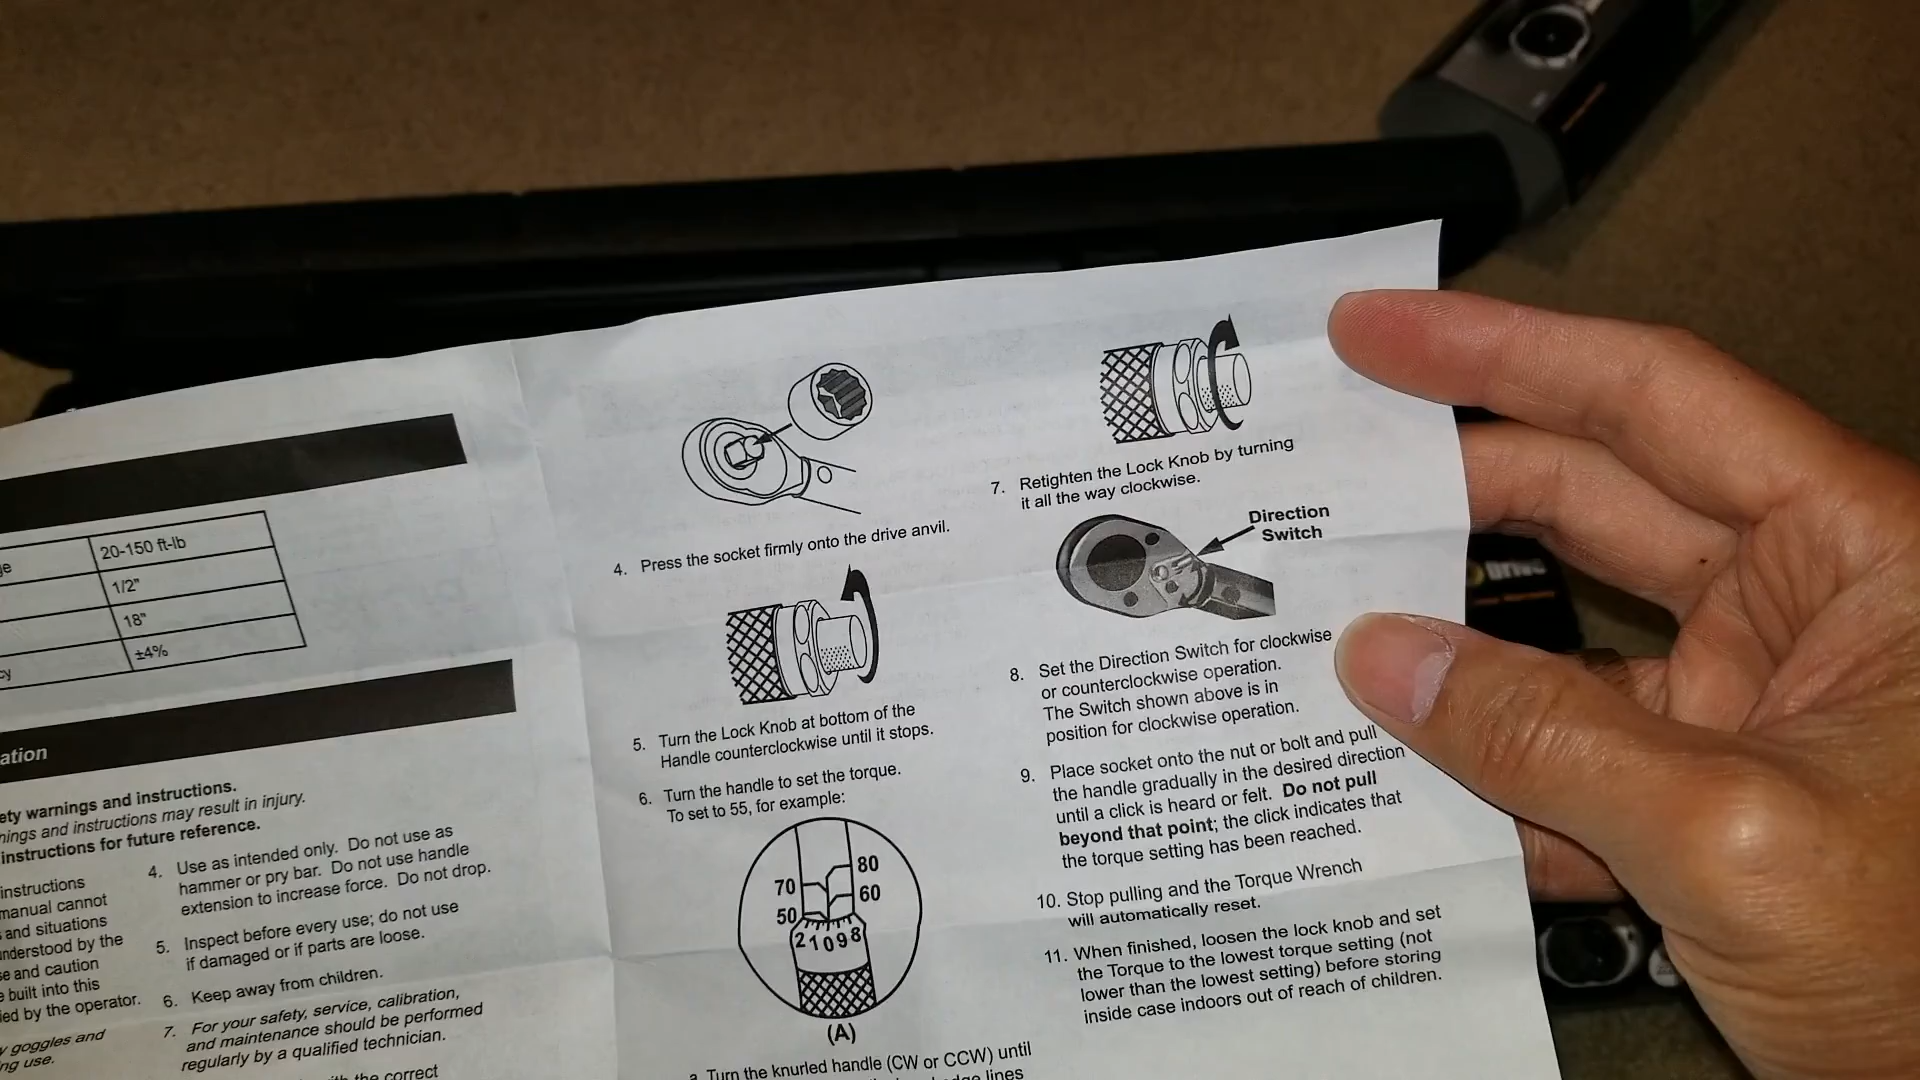 20-150 ft-lb
1/2"
18"
±4%
ety warnings and instructions.
nings and instructions may result in injury.
instructions for future reference.
instructions
manual cannot
and situations
nderstood by the
se and caution
built into this
ied by the operator.
goggles and
ng use.
4. Use as intended only. Do not use as
hammer or pry bar. Do not use handle
extension to increase force. Do not drop.
5. Inspect before every use; do not use
if damaged or if parts are loose.
6. Keep away from children.
7. For your safety, service, calibration,
and maintenance should be performed
regularly by a qualified technician.
the correct
4. Press the socket firmly onto the drive anvil.
5. Turn the Lock Knob at bottom of the
Handle counterclockwise until it stops.
6. Turn the handle to set the torque.
To set to 55, for example:
80
70
60
50
2 1 0 9 8
(A)
a. Turn the knurled handle (CW or CCW) until
lines
7. Retighten the Lock Knob by turning
it all the way clockwise.
Direction
Switch
8. Set the Direction Switch for clockwise
or counterclockwise operation.
The Switch shown above is in
position for clockwise operation.
9. Place socket onto the nut or bolt and pull
the handle gradually in the desired direction
until a click is heard or felt. Do not pull
beyond that point; the click indicates that
the torque setting has been reached.
10. Stop pulling and the Torque Wrench
will automatically reset.
11. When finished, loosen the lock knob and set
the Torque to the lowest torque setting (not
lower than the lowest setting) before storing
inside case indoors out of reach of children.